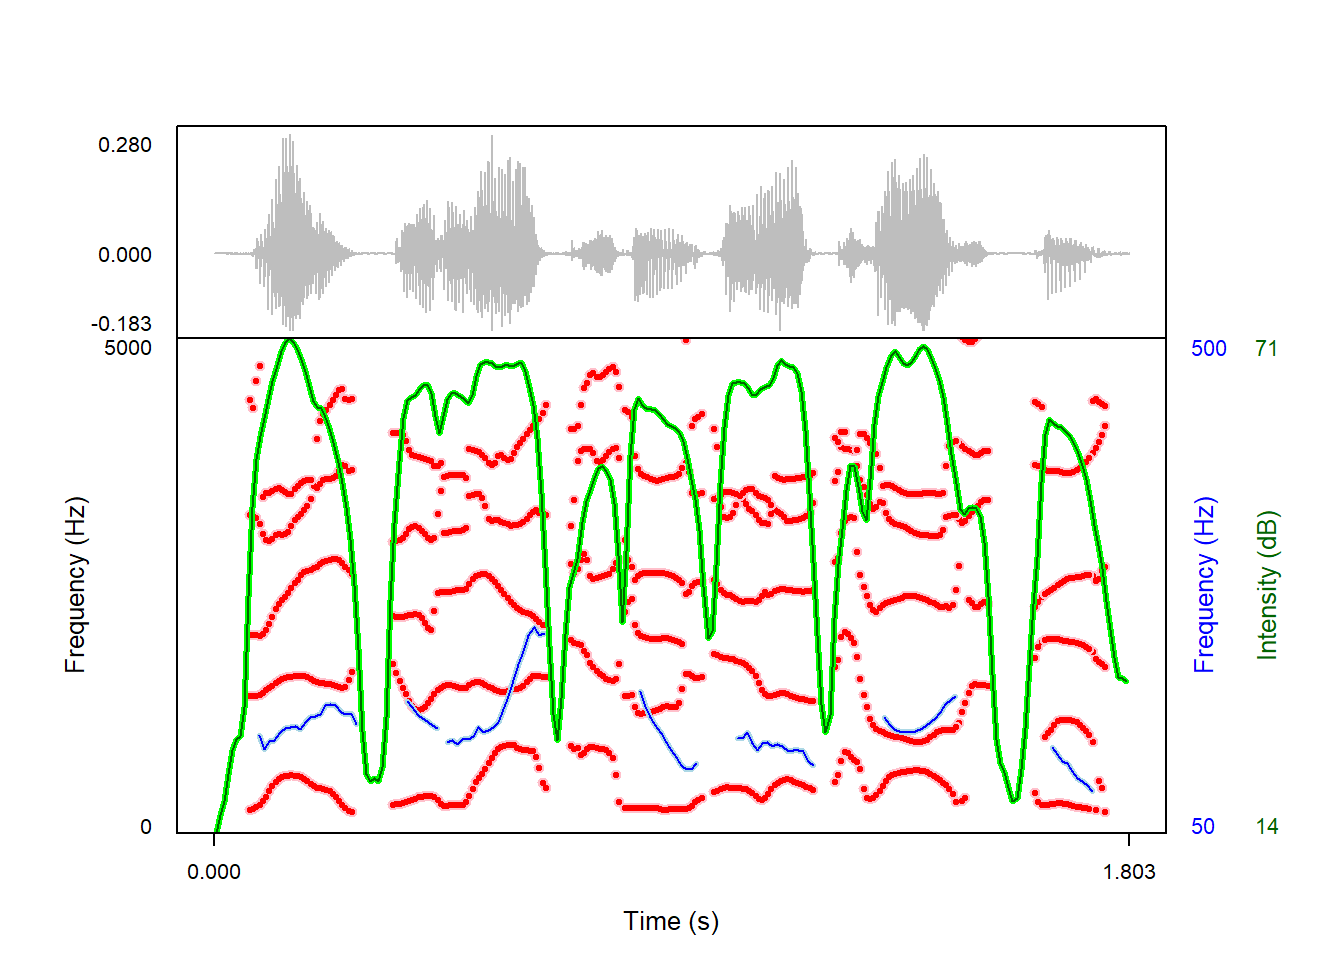 0.280
0.000
-0.183
5000
0
Frequency (Hz)
500
50
Frequency (Hz)
71
14
Intensity (dB)
0.000
1.803
Time (s)